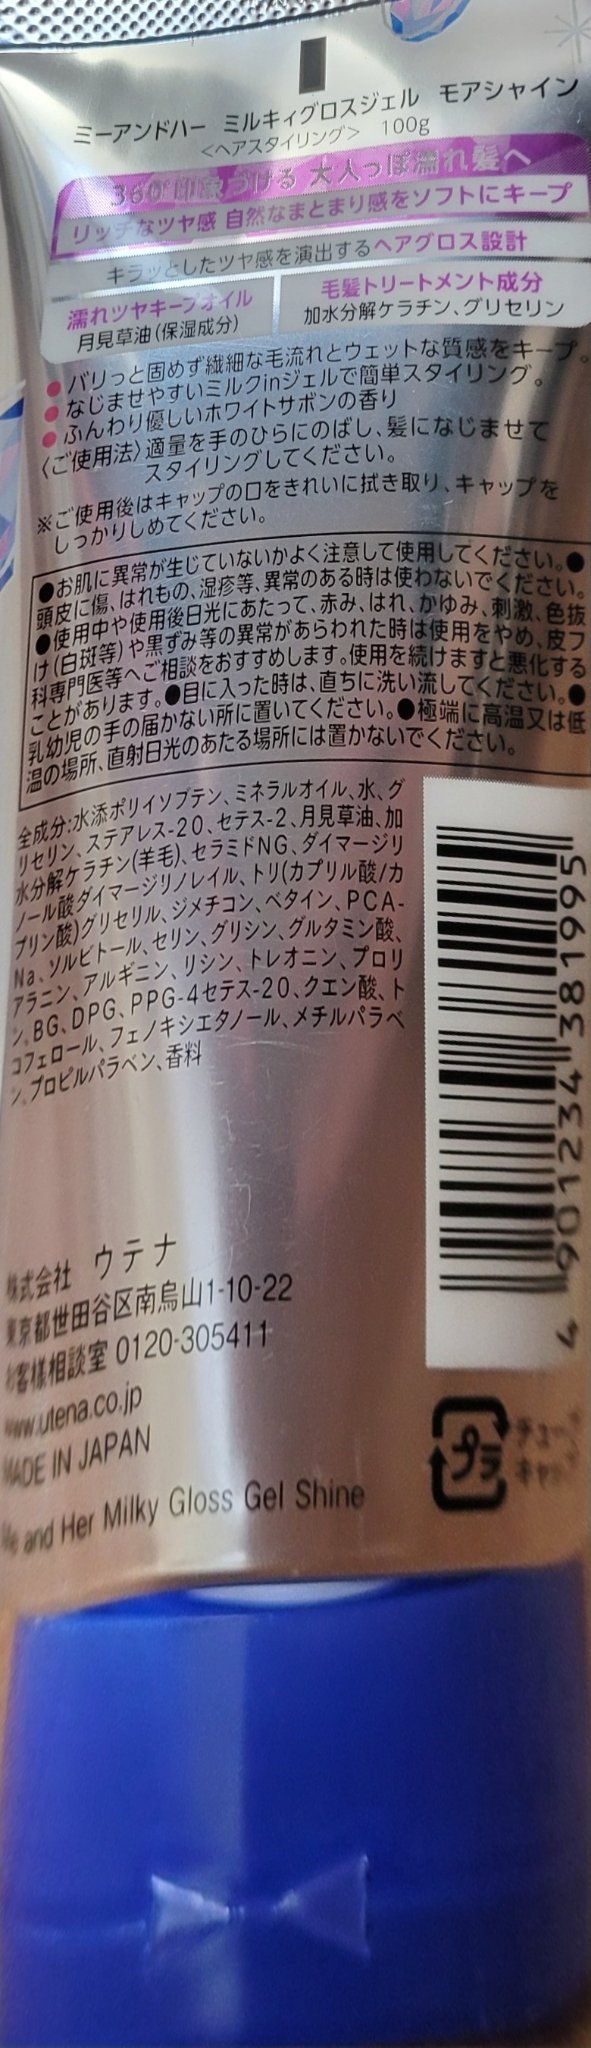 ミーアンドハー ミルキィグロスジェル モアシャイン
<ヘアスタイリング> 100g
360°印象づける 大人っぽ濡れ髪へ
リッチなツヤ感 自然なまとまり感をソフトにキープ
キラッとしたツヤ感を演出するヘアグロス設計
濡れツヤキープオイル
月見草油(保湿成分)
毛髪トリートメント成分
加水分解ケラチン、グリセリン
●バリっと固めず繊細な毛流れとウェットな質感をキープ。
●なじませやすいミルクinジェルで簡単スタイリング。
●ふんわり優しいホワイトサボンの香り
〈ご使用法〉適量を手のひらにのばし、髪になじませて
スタイリングしてください。
※ご使用後はキャップの口をきれいに拭き取り、キャップを
しっかりしめてください。
●お肌に異常が生じていないかよく注意して使用してください。●
頭皮に傷、はれもの、湿疹等、異常のある時は使わないでください。
●使用中や使用後日光にあたって、赤み、はれ、かゆみ、刺激、色抜
け(白斑等)や黒ずみ等の異常があらわれた時は使用をやめ、皮フ
科専門医等へご相談をおすすめします。使用を続けますと悪化する
ことがあります。●目に入った時は、直ちに洗い流してください。●
乳幼児の手の届かない所に置いてください。●極端に高温又は低
温の場所、直射日光のあたる場所には置かないでください。
全成分:水添ポリイソブテン、ミネラルオイル、水、グ
リセリン、ステアレス-20、セテス-2、月見草油、加
水分解ケラチン(羊毛)、セラミドNG、ダイマージリ
ノール酸ダイマージリノレイル、トリ(カプリル酸/カ
プリン酸)グリセリル、ジメチコン、ベタイン、PCA-
Na、ソルビトール、セリン、グリシン、グルタミン酸、
アラニン、アルギニン、リシン、トレオニン、プロリ
ン、BG、DPG、PPG-4セテス-20、クエン酸、ト
コフェロール、フェノキシエタノール、メチルパラベ
ン、プロピルパラベン、香料
4 901234 381995
株式会社 ウテナ
東京都世田谷区南烏山1-10-22
お客様相談室 0120-305411
www.utena.co.jp
MADE IN JAPAN
Me and Her Milky Gloss Gel Shine
プラ